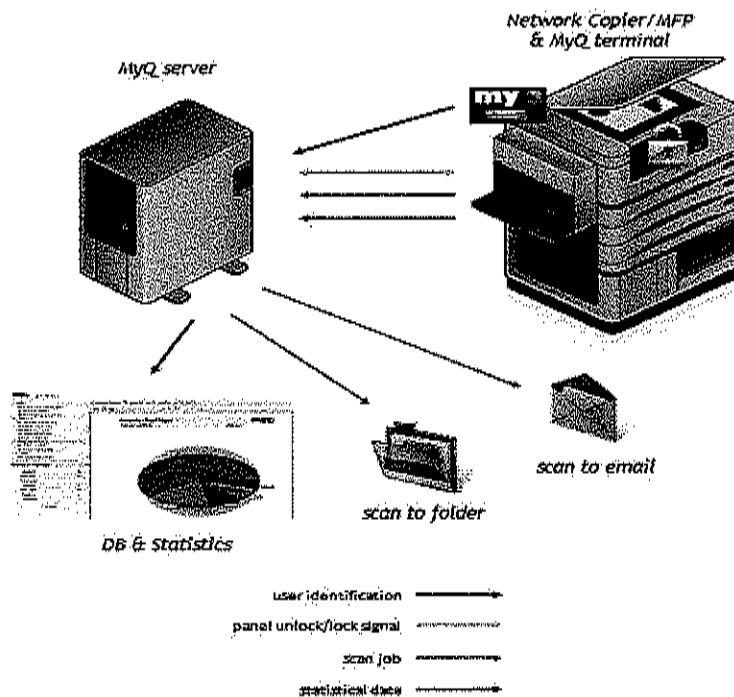 Network Copier/MFP
& MyQ terminal
MyQ server
my
scan to email
scan to folder
DB & Statistics
user identification
panel unlock/lock signal
scan job
statistical data